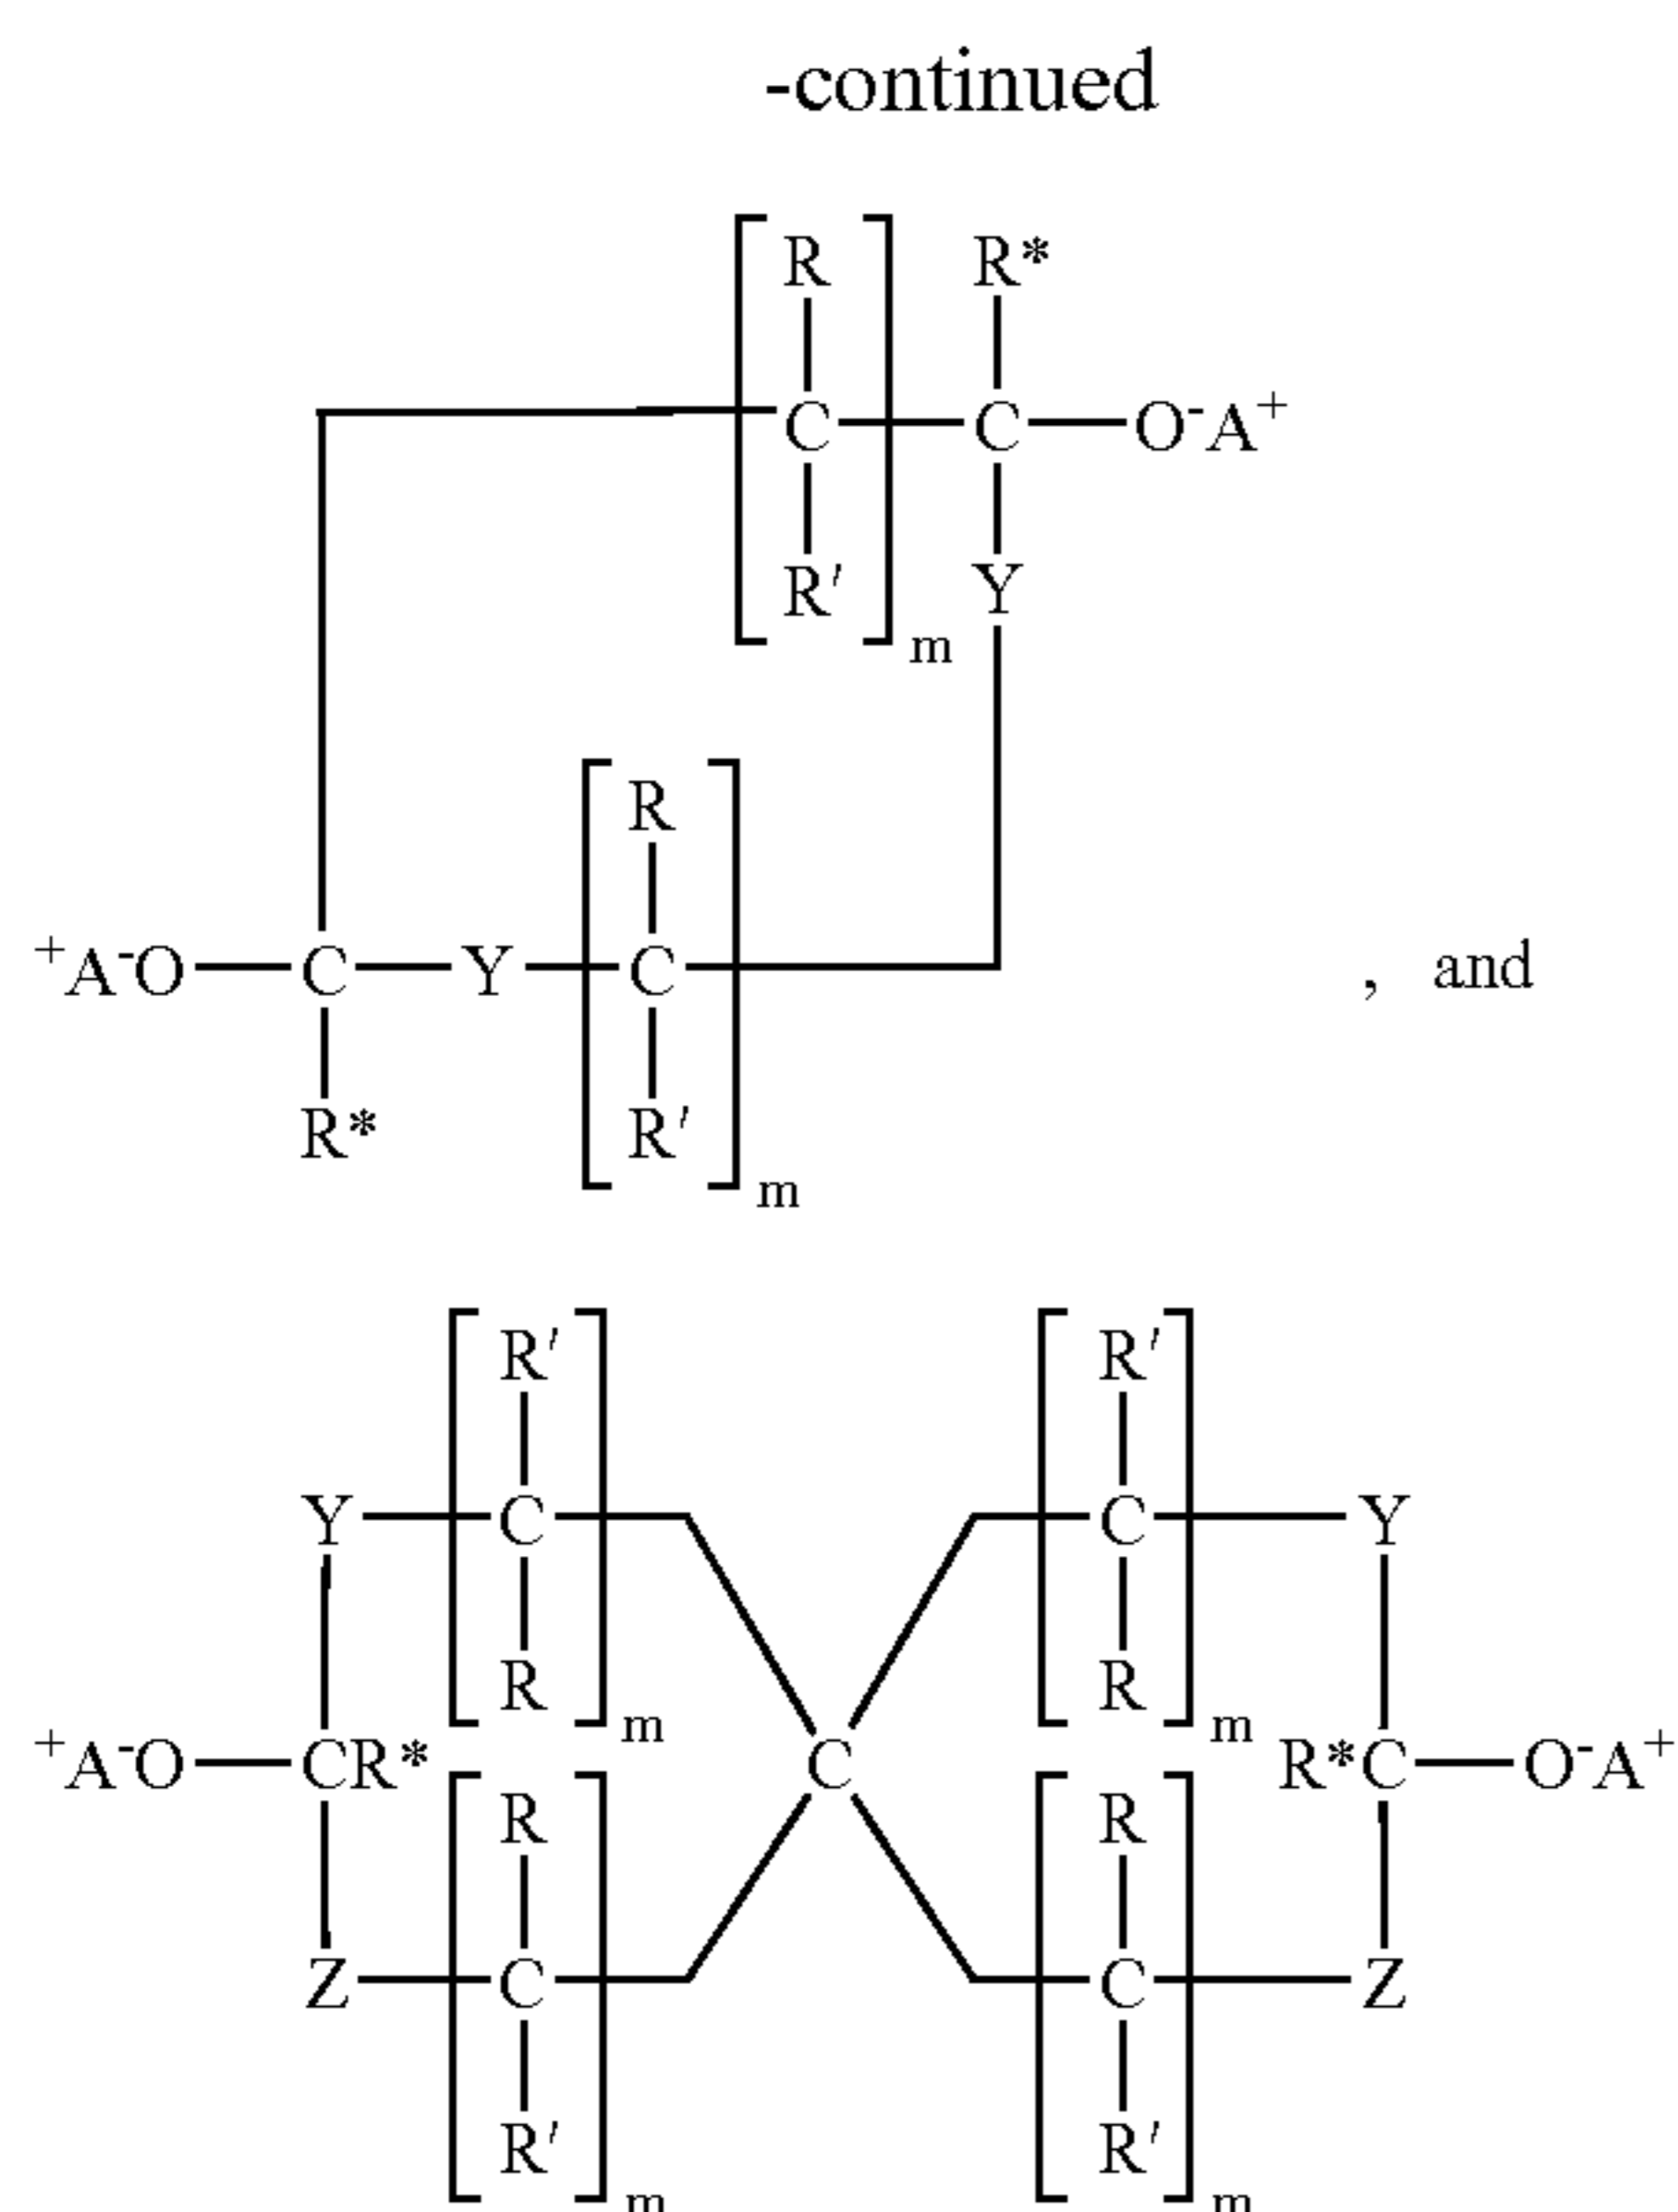 -continued
R R*
C C O⁻A⁺
R′ Y
m
R
⁺A⁻O C Y C , and
R* R′
m
R′ R′
Y C C Y
R R
m m
⁺A⁻O CR* C R*C O⁻A⁺
R R
Z C C Z
R′ R′
m m